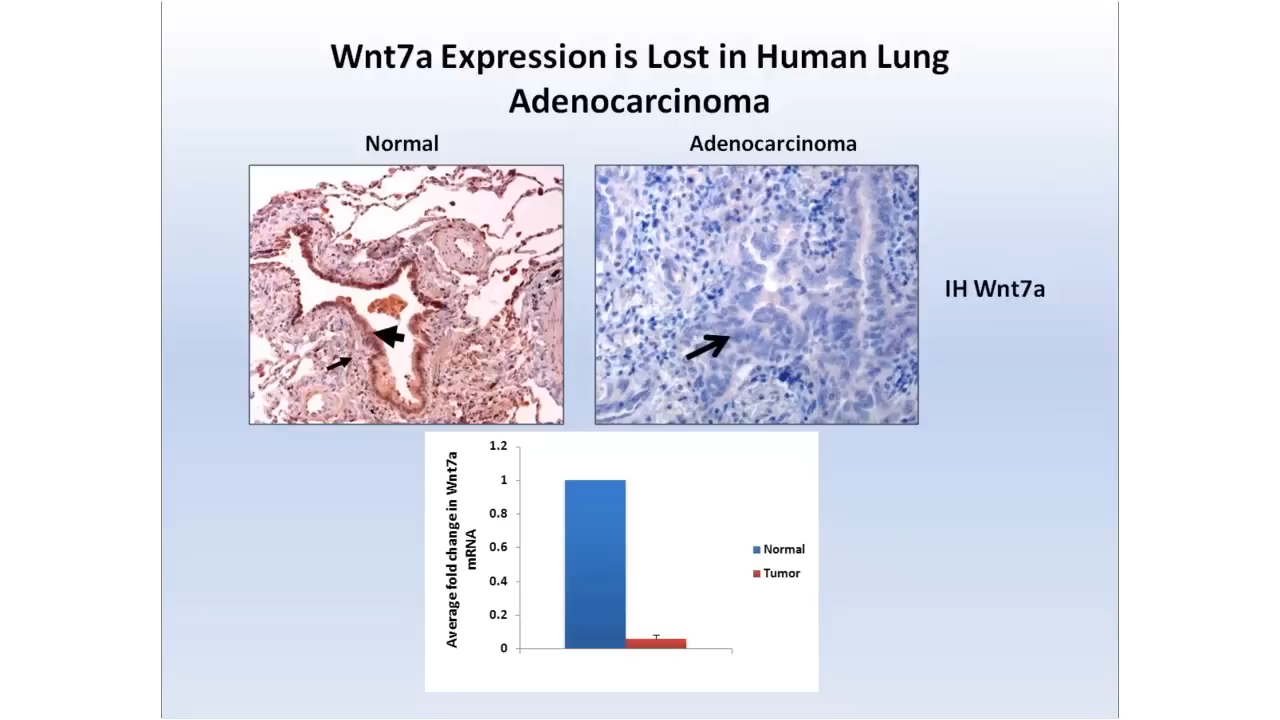 Wnt7a Expression is Lost in Human Lung
Adenocarcinoma
Normal
Adenocarcinoma
IH Wnt7a
Average fold change in Wnt7a
mRNA
1.2
1
0.8
0.6
0.4
0.2
0
Normal
Tumor